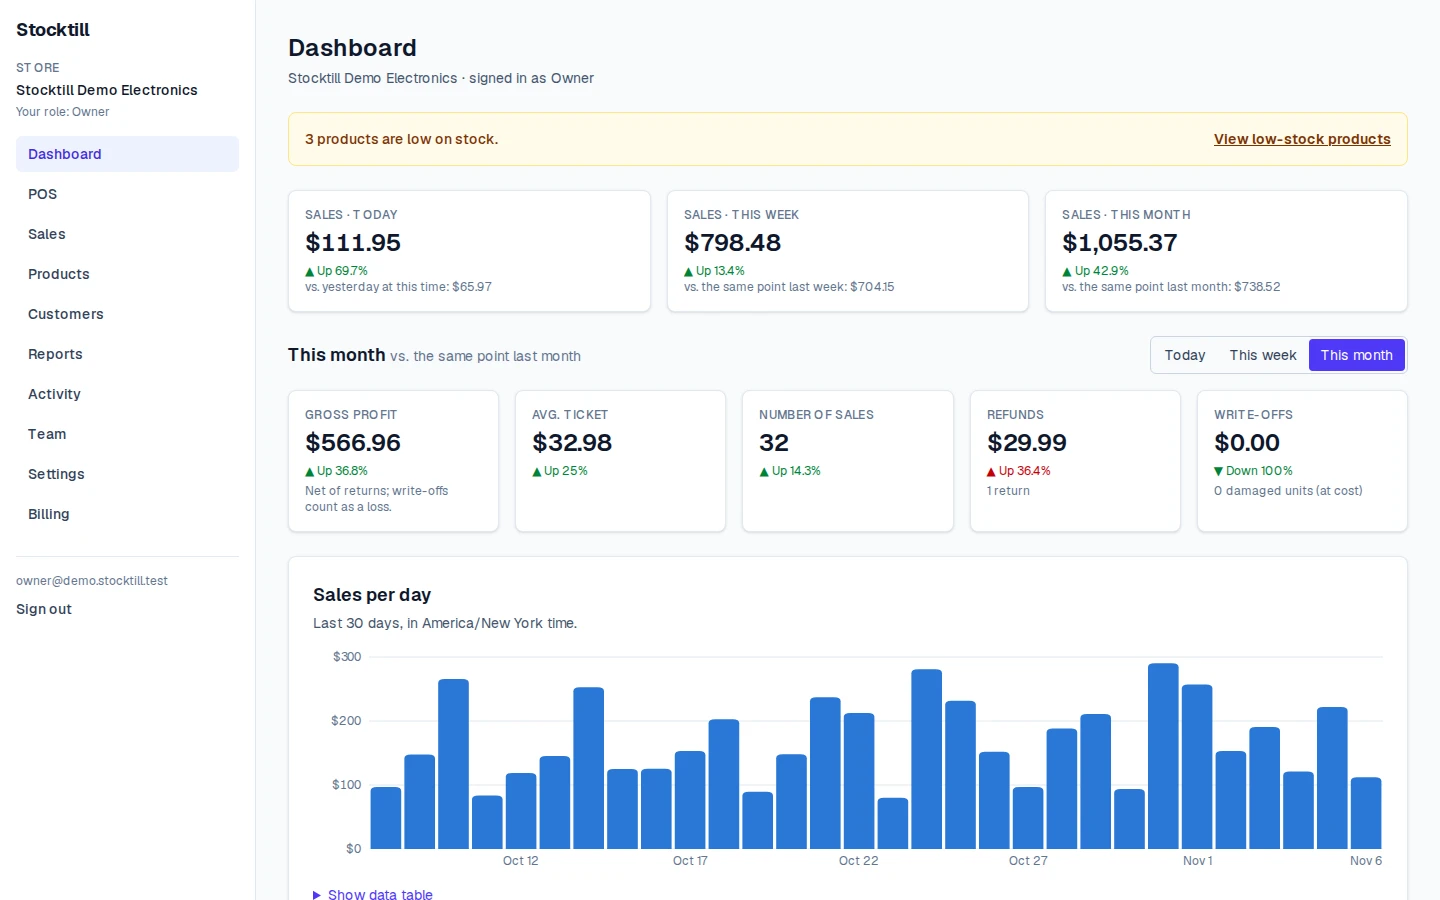 Stocktill
STORE
Stocktill Demo Electronics
Your role: Owner
Dashboard
POS
Sales
Products
Customers
Reports
Activity
Team
Settings
Billing
owner@demo.stocktill.test
Sign out
Dashboard
Stocktill Demo Electronics · signed in as Owner
3 products are low on stock.
View low-stock products
SALES · TODAY
$111.95
▲ Up 69.7%
vs. yesterday at this time: $65.97
SALES · THIS WEEK
$798.48
▲ Up 13.4%
vs. the same point last week: $704.15
SALES · THIS MONTH
$1,055.37
▲ Up 42.9%
vs. the same point last month: $738.52
This month vs. the same point last month
Today
This week
This month
GROSS PROFIT
$566.96
▲ Up 36.8%
Net of returns; write-offs
count as a loss.
AVG. TICKET
$32.98
▲ Up 25%
NUMBER OF SALES
32
▲ Up 14.3%
REFUNDS
$29.99
▲ Up 36.4%
1 return
WRITE-OFFS
$0.00
▼ Down 100%
0 damaged units (at cost)
Sales per day
Last 30 days, in America/New York time.
$300
$200
$100
$0
Oct 12
Oct 17
Oct 22
Oct 27
Nov 1
Nov 6
▶ Show data table